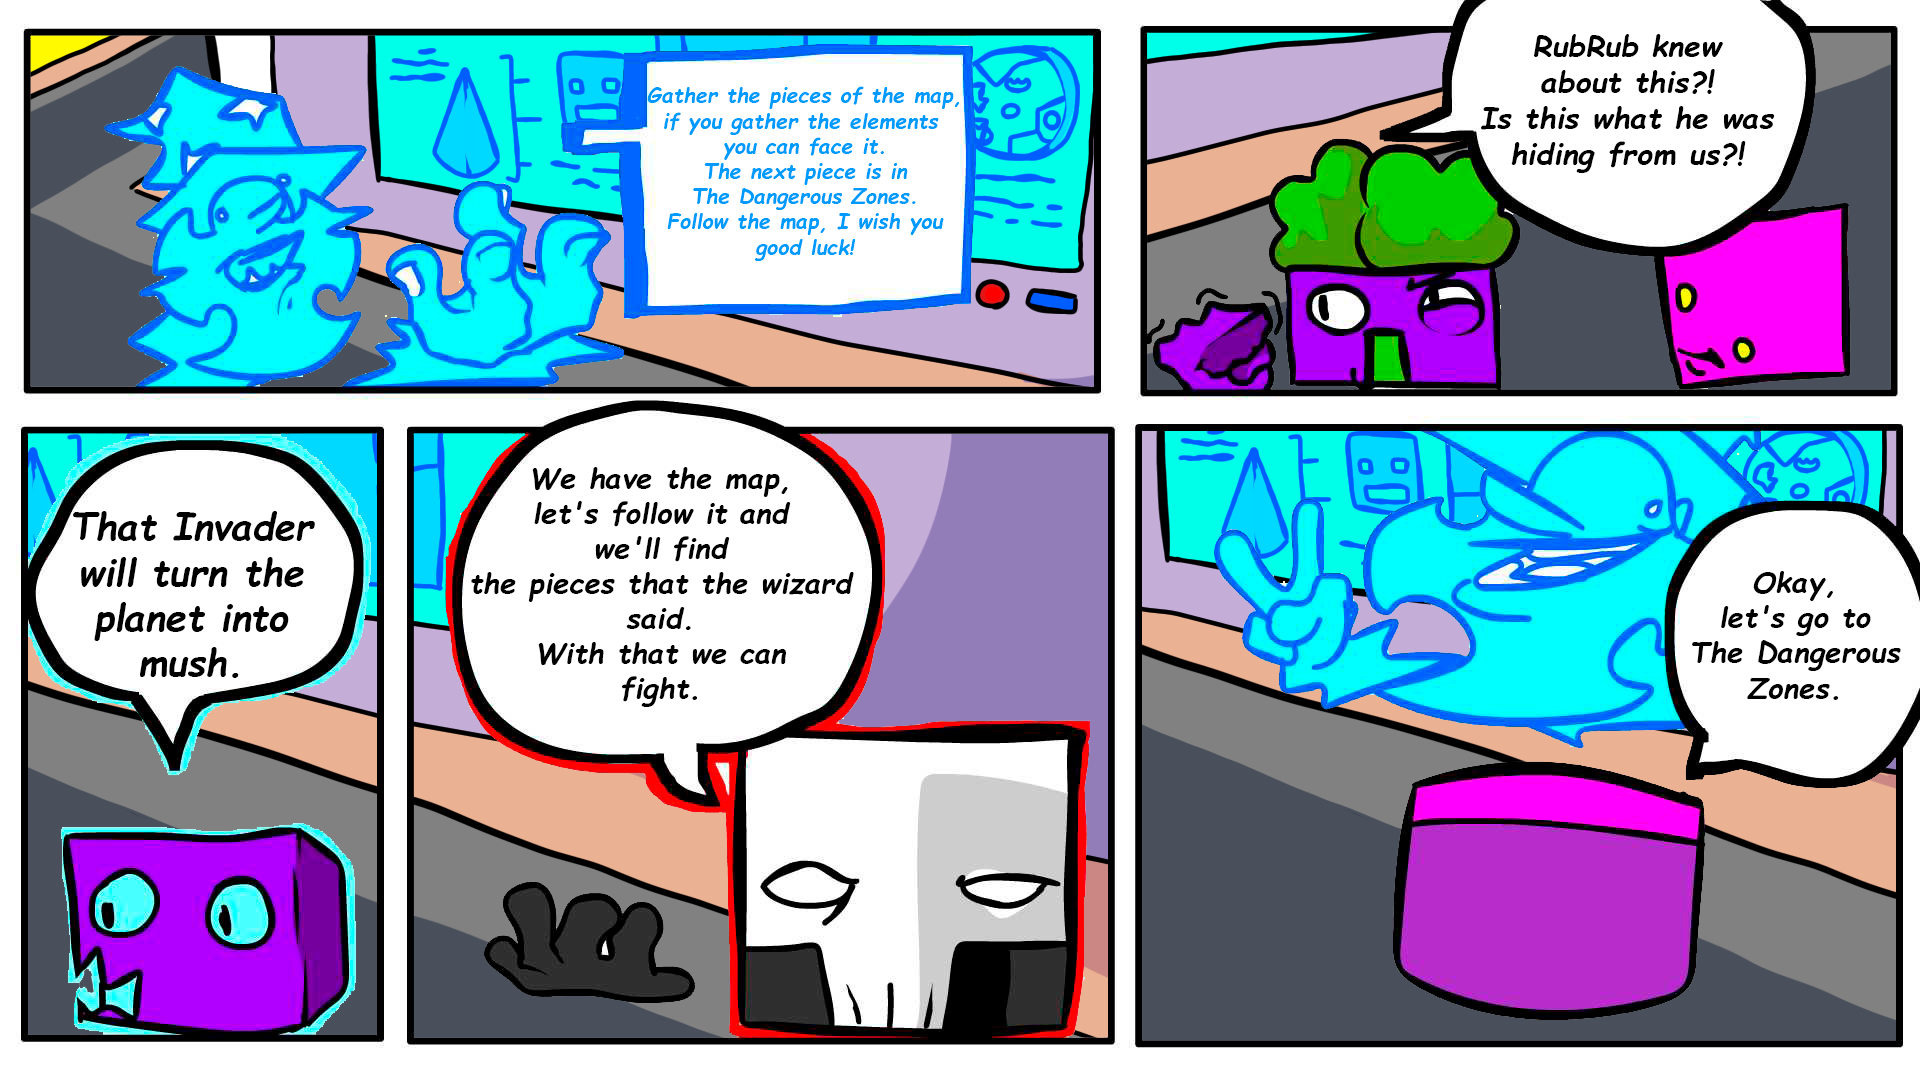 Gather the pieces of the map,
if you gather the elements
you can face it.
The next piece is in
The Dangerous Zones.
Follow the map, I wish you
good luck!
RubRub knew
about this?!
Is this what he was
hiding from us?!
That Invader
will turn the
planet into
mush.
We have the map,
let's follow it and
we'll find
the pieces that the wizard
said.
With that we can
fight.
Okay,
let's go to
The Dangerous
Zones.